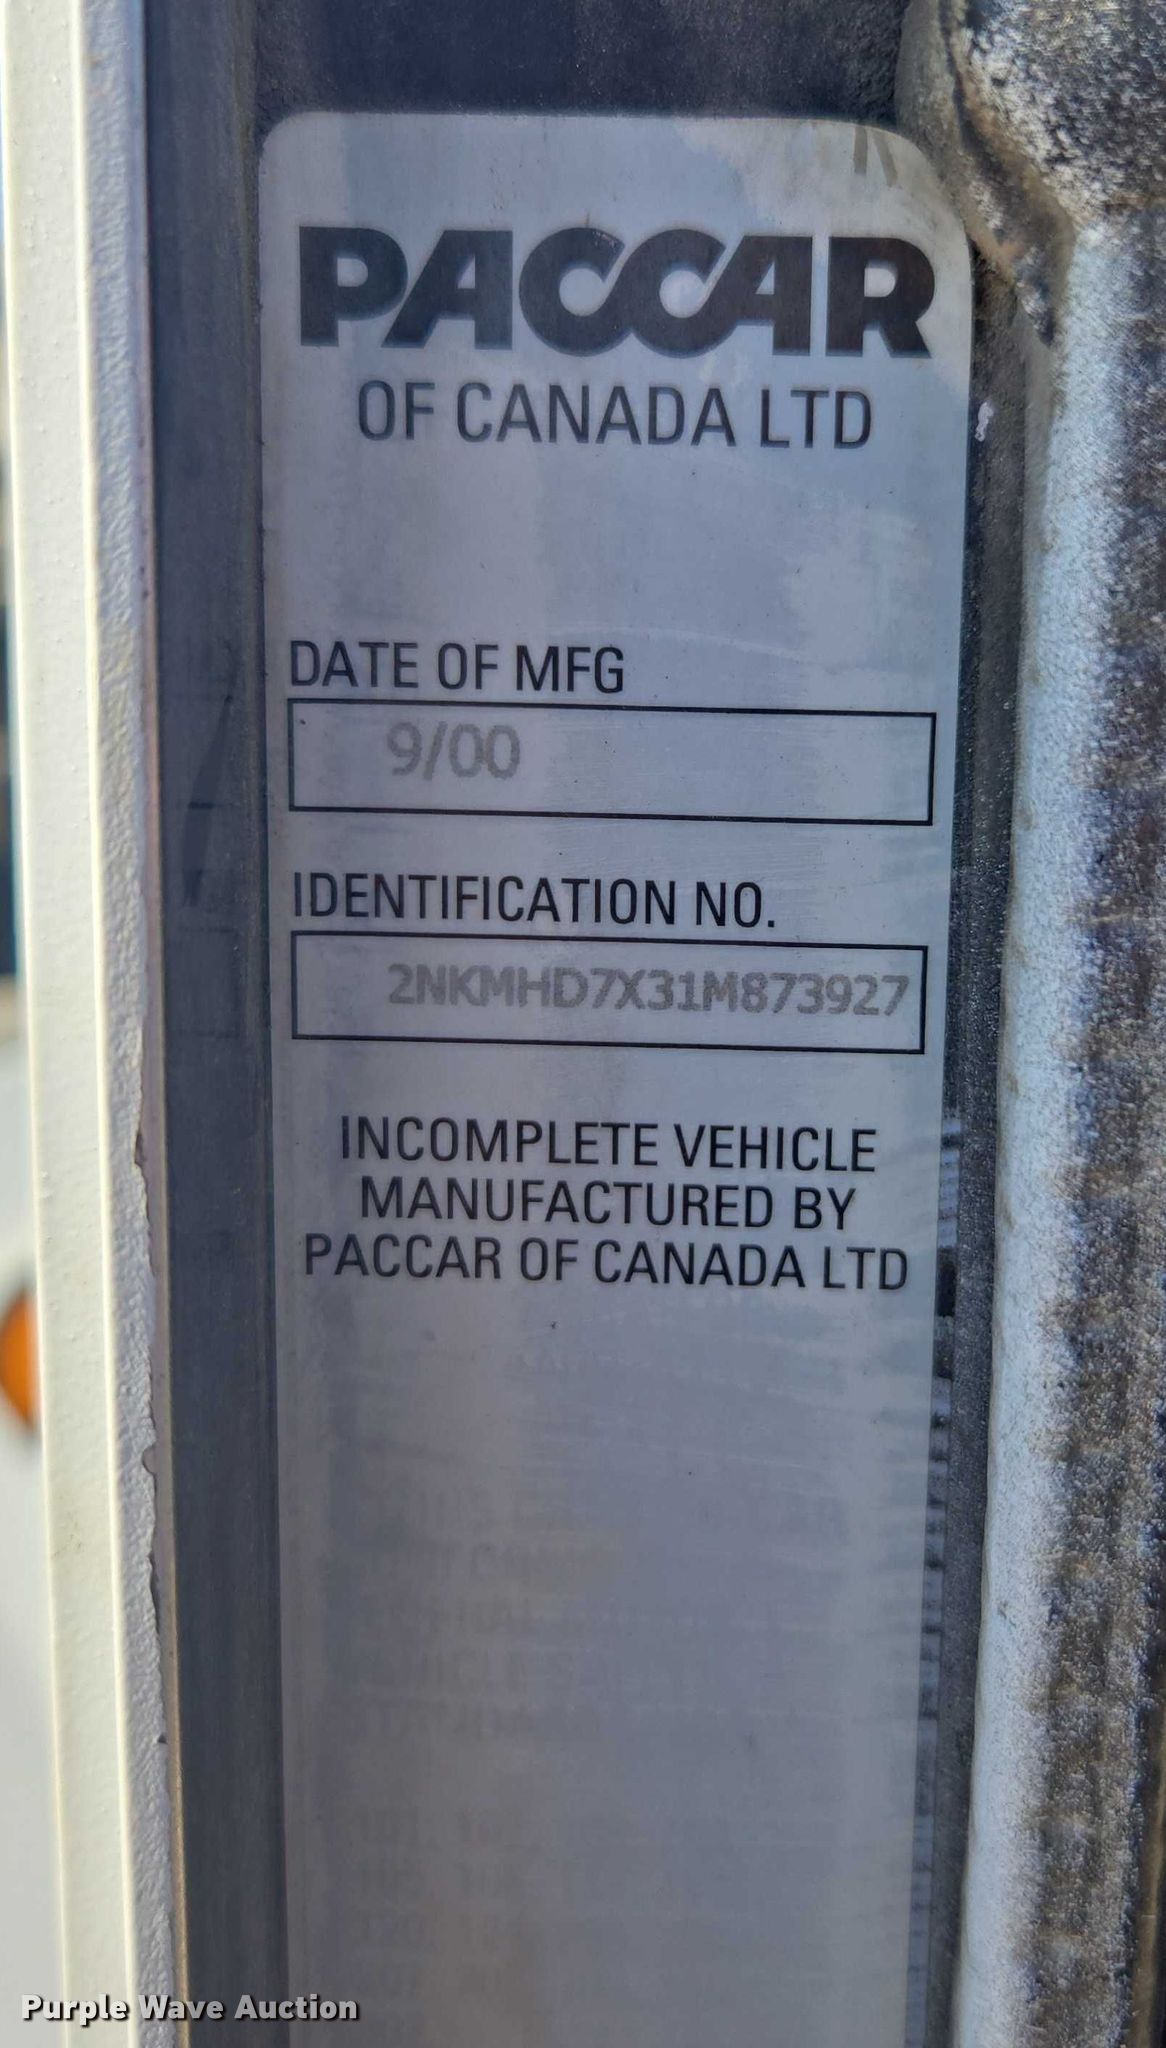 PACCAR
OF CANADA LTD
DATE OF MFG
9/00
IDENTIFICATION NO.
2NKMHD7X31M873927
INCOMPLETE VEHICLE
MANUFACTURED BY
PACCAR OF CANADA LTD
Purple Wave Auction